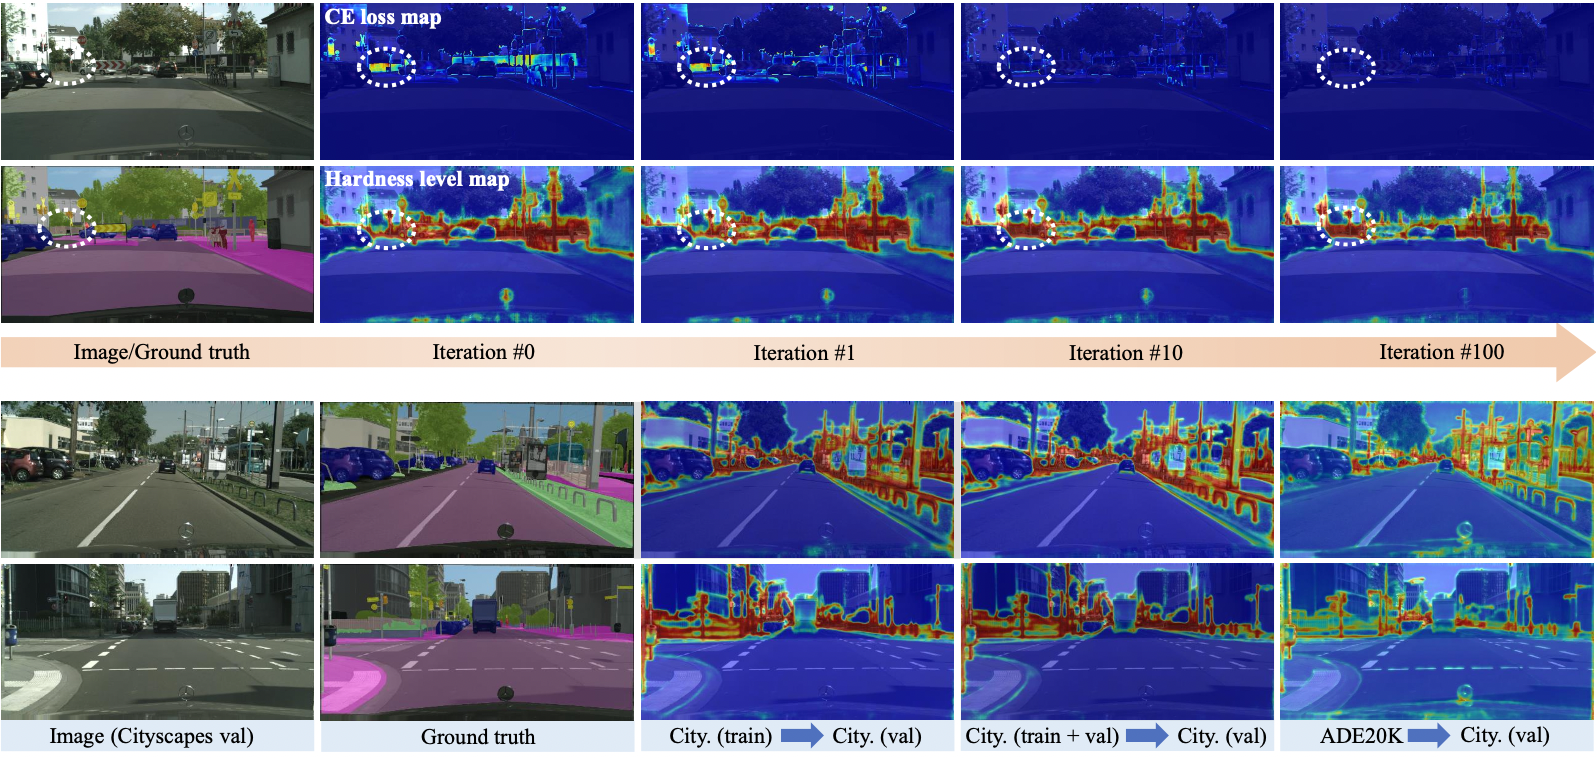 CE loss map
Hardness level map
Image/Ground truth
Iteration #0
Iteration #1
Iteration #10
Iteration #100
Image (Cityscapes val)
Ground truth
City. (train) City. (val)
City. (train + val) City. (val)
ADE20K City. (val)